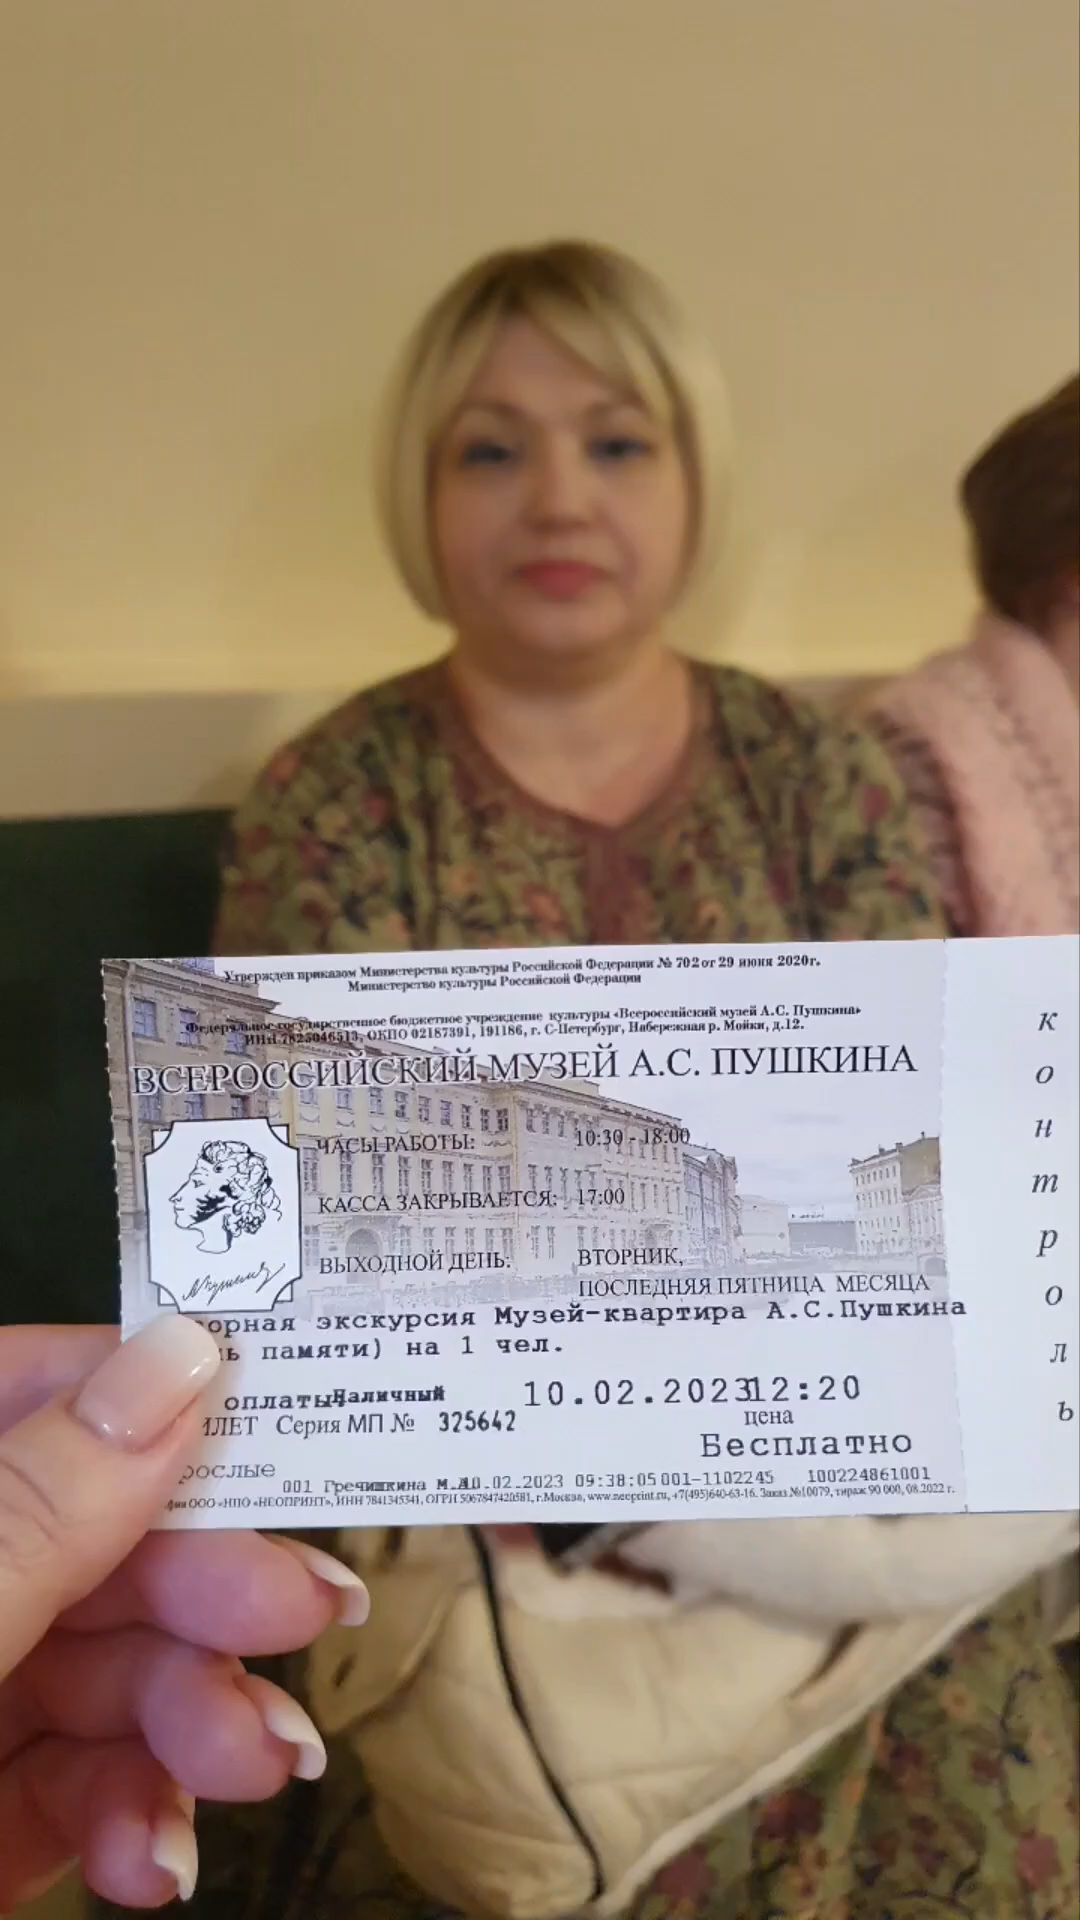 Утвержден приказом Министерства культуры Российской Федерации № 702 от 29 июня 2020г.
Министерство культуры Российской Федерации
Федеральное государственное бюджетное учреждение культуры «Всероссийский музей А.С. Пушкина»
ИНН 7825046513, ОКПО 02187391, 191186, г. С-Петербург, Набережная р. Мойки, д.12.
ВСЕРОССИЙСКИЙ МУЗЕЙ А.С. ПУШКИНА
ЧАСЫ РАБОТЫ: 10:30 - 18:00
КАССА ЗАКРЫВАЕТСЯ: 17:00
ВЫХОДНОЙ ДЕНЬ: ВТОРНИК,
ПОСЛЕДНЯЯ ПЯТНИЦА МЕСЯЦА
орная экскурсия Музей-квартира А.С.Пушкина
ь памяти) на 1 чел.
оплаты Наличный 10.02.2023 12:20
ИЛЕТ Серия МП № 325642 цена
Бесплатно
рослые
001 Гречишкина М.А 10.02.2023 09:38:05 001-1102245 100224861001
фия ООО «НПО «НЕОПРИНТ», ИНН 7841345341, ОГРН 5067847420581, г.Москва, www.neoprint.ru, +7(495)640-63-16. Заказ №10079, тираж 90 000, 08.2022 г.
контроль